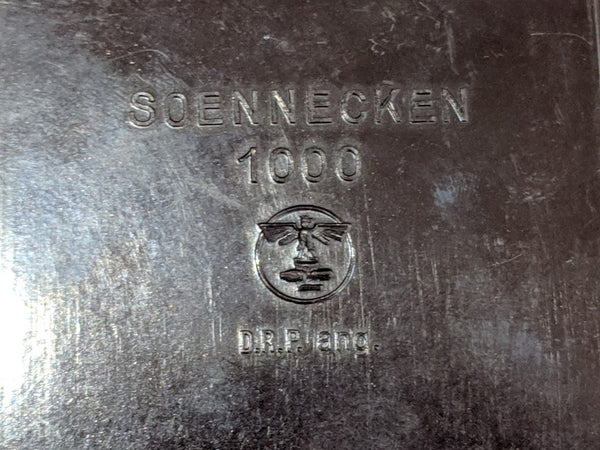 SOENNECKEN
1000
D.R.P. ang.